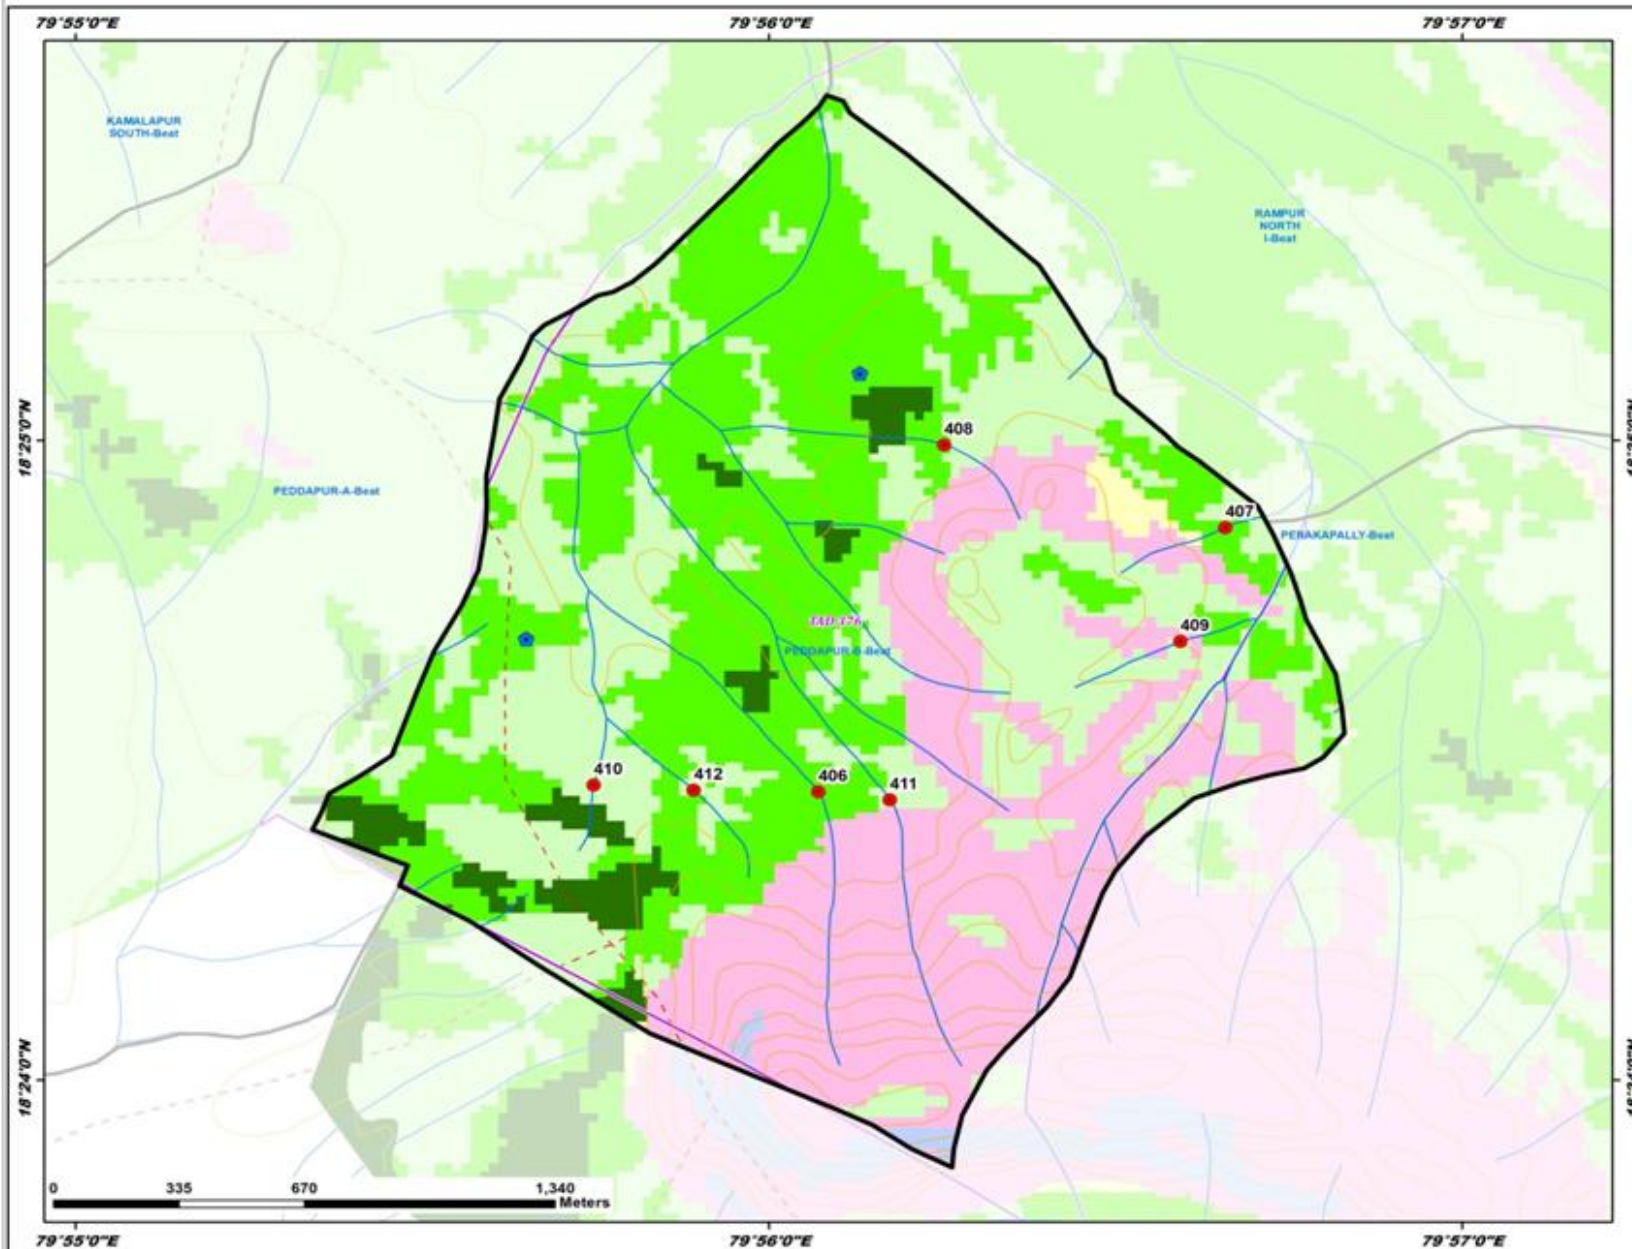 79°55'0"E 79°56'0"E 79°57'0"E
KAMALAPUR
SOUTH-Beat
RAMPUR
NORTH
I-Beat
18°25'0"N
408
PEDDAPUR-A-Beat
407
PERAKAPALLY-Beat
TAD-376
409
PEDDAPUR-B-Beat
410
412
406
411
18°24'0"N
0 335 670 1,340
Meters
79°55'0"E 79°56'0"E 79°57'0"E